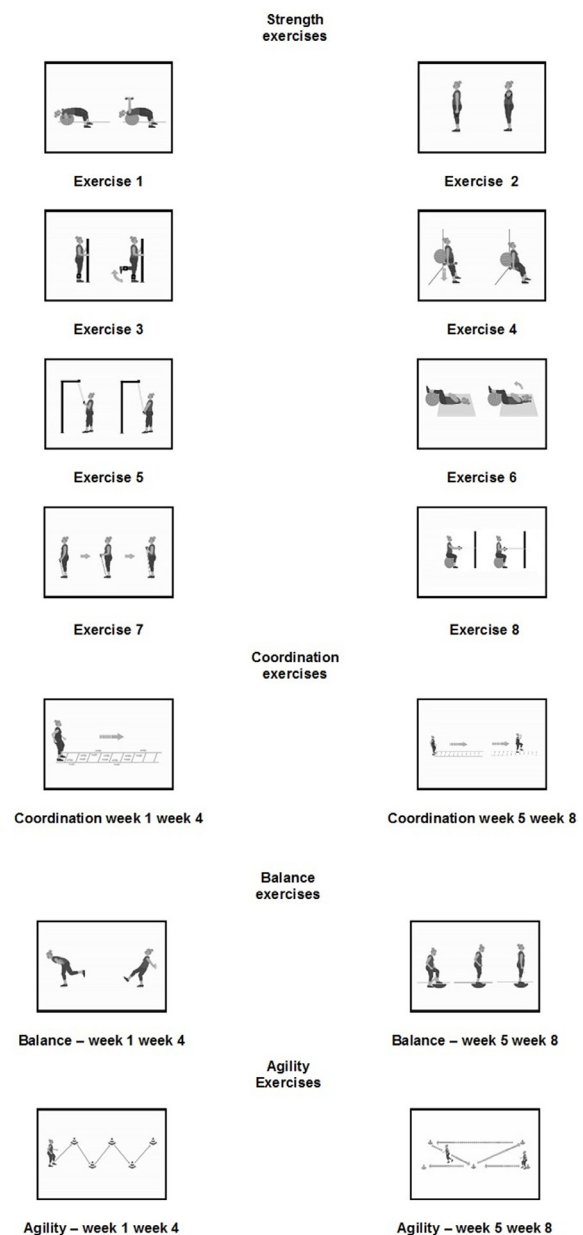 Strength
exercises
Exercise 1
Exercise 2
Exercise 3
Exercise 4
Exercise 5
Exercise 6
Exercise 7
Exercise 8
Coordination
exercises
Coordination week 1 week 4
Coordination week 5 week 8
Balance
exercises
Balance – week 1 week 4
Balance – week 5 week 8
Agility
Exercises
Agility – week 1 week 4
Agility – week 5 week 8